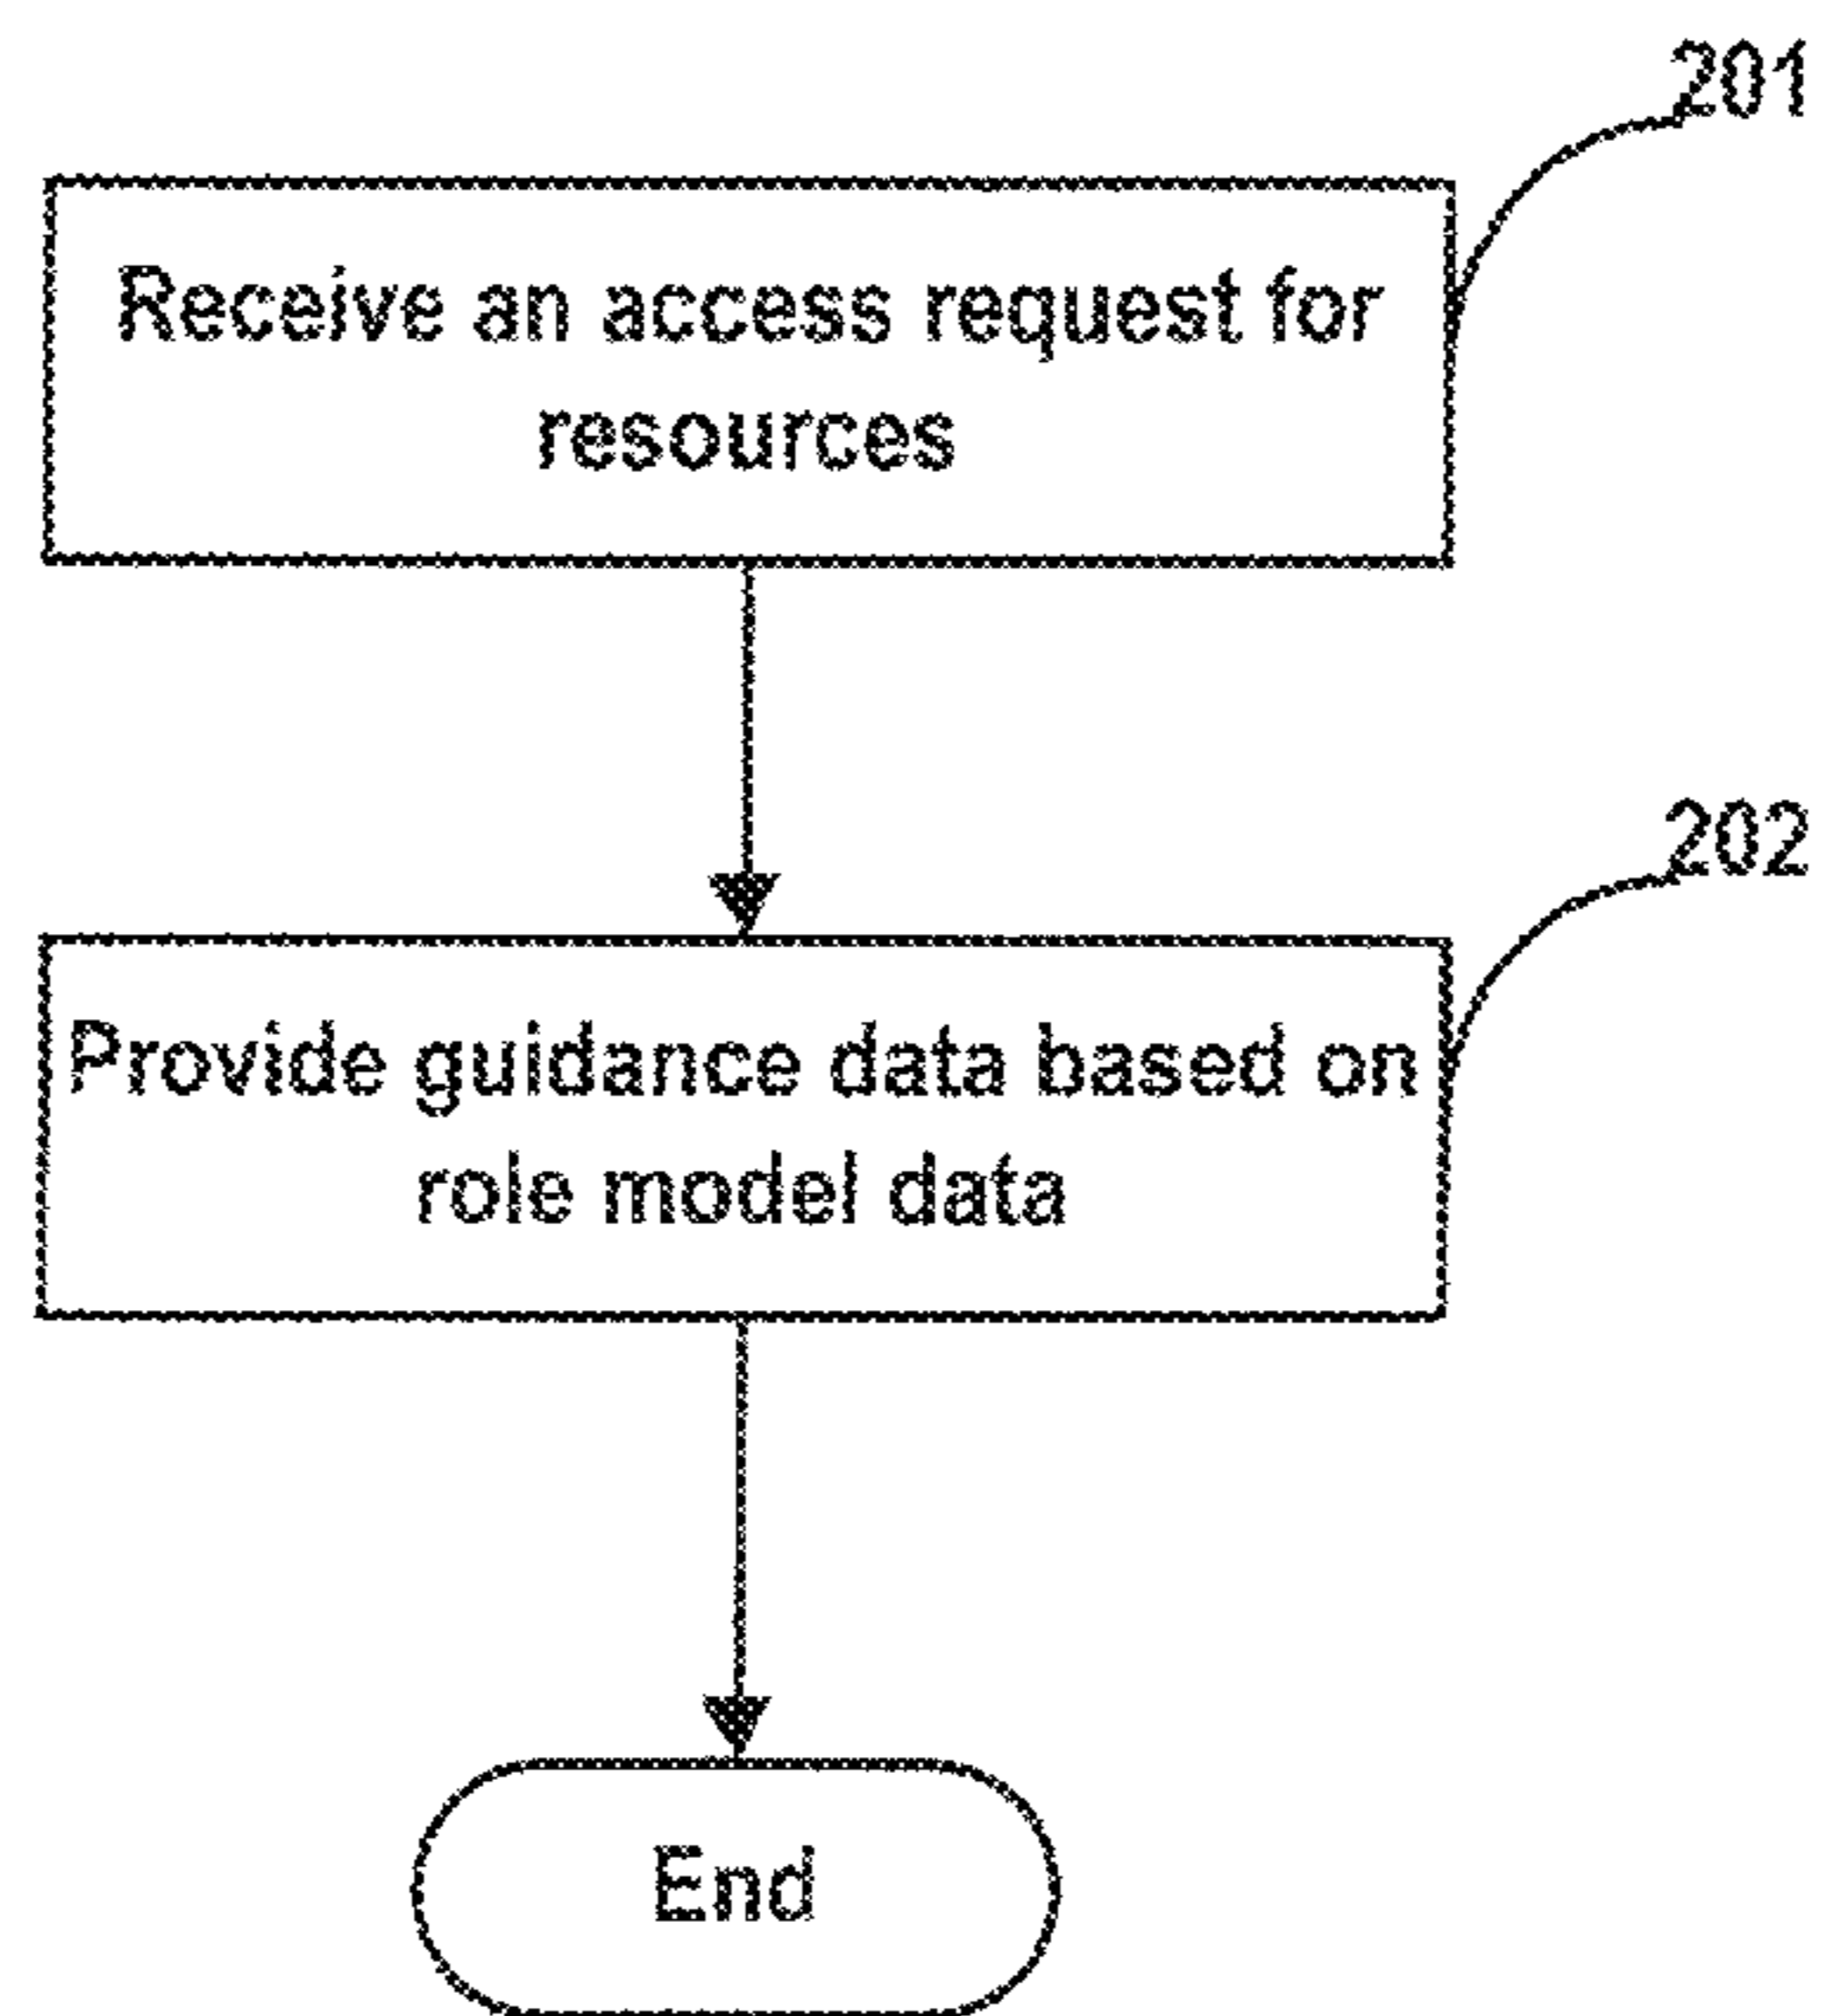 201
Receive an access request for
resources
202
Provide guidance data based on
role model data
End